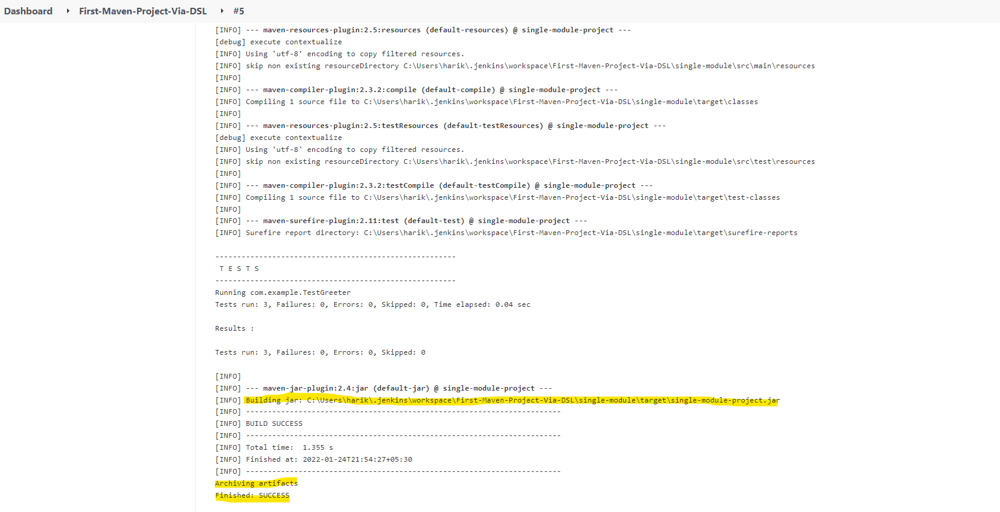 Dashboard First-Maven-Project-Via-DSL #5
[INFO] --- maven-resources-plugin:2.5:resources (default-resources) @ single-module-project ---
[debug] execute contextualize
[INFO] Using 'utf-8' encoding to copy filtered resources.
[INFO] skip non existing resourceDirectory C:\Users\harik\.jenkins\workspace\First-Maven-Project-Via-DSL\single-module\src\main\resources
[INFO]
[INFO] --- maven-compiler-plugin:2.3.2:compile (default-compile) @ single-module-project ---
[INFO] Compiling 1 source file to C:\Users\harik\.jenkins\workspace\First-Maven-Project-Via-DSL\single-module\target\classes
[INFO]
[INFO] --- maven-resources-plugin:2.5:testResources (default-testResources) @ single-module-project ---
[debug] execute contextualize
[INFO] Using 'utf-8' encoding to copy filtered resources.
[INFO] skip non existing resourceDirectory C:\Users\harik\.jenkins\workspace\First-Maven-Project-Via-DSL\single-module\src\test\resources
[INFO]
[INFO] --- maven-compiler-plugin:2.3.2:testCompile (default-testCompile) @ single-module-project ---
[INFO] Compiling 1 source file to C:\Users\harik\.jenkins\workspace\First-Maven-Project-Via-DSL\single-module\target\test-classes
[INFO]
[INFO] --- maven-surefire-plugin:2.11:test (default-test) @ single-module-project ---
[INFO] Surefire report directory: C:\Users\harik\.jenkins\workspace\First-Maven-Project-Via-DSL\single-module\target\surefire-reports
-------------------------------------------------------
T E S T S
-------------------------------------------------------
Running com.example.TestGreeter
Tests run: 3, Failures: 0, Errors: 0, Skipped: 0, Time elapsed: 0.04 sec
Results :
Tests run: 3, Failures: 0, Errors: 0, Skipped: 0
[INFO]
[INFO] --- maven-jar-plugin:2.4:jar (default-jar) @ single-module-project ---
[INFO] Building jar: C:\Users\harik\.jenkins\workspace\First-Maven-Project-Via-DSL\single-module\target\single-module-project.jar
[INFO] ------------------------------------------------------------------------
[INFO] BUILD SUCCESS
[INFO] ------------------------------------------------------------------------
[INFO] Total time:  1.355 s
[INFO] Finished at: 2022-01-24T21:54:27+05:30
[INFO] ------------------------------------------------------------------------
Archiving artifacts
Finished: SUCCESS